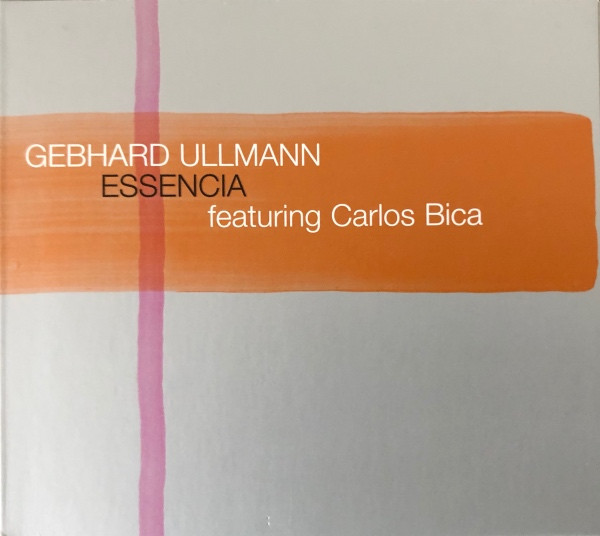 GEBHARD ULLMANN
ESSENCIA
featuring Carlos Bica